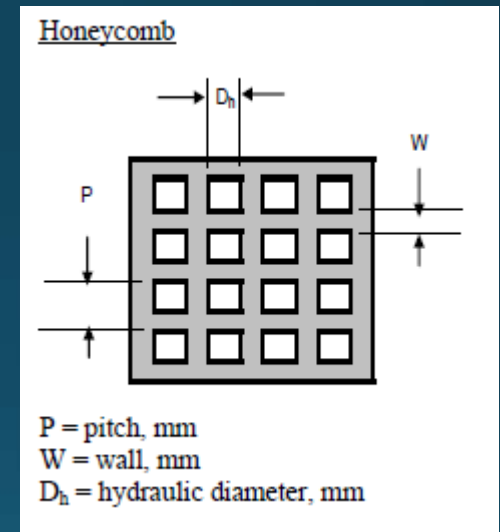 Honeycomb
Dh
W
P
P = pitch, mm
W = wall, mm
Dh = hydraulic diameter, mm